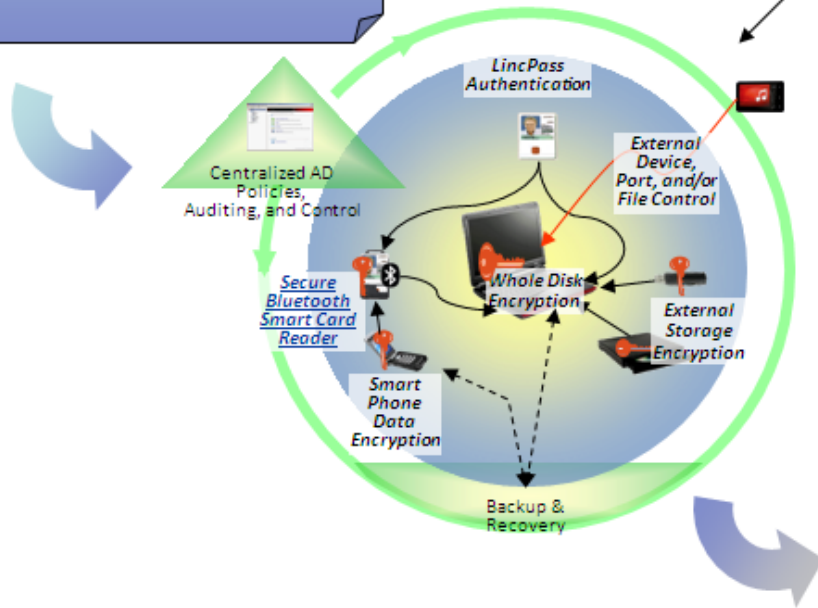 LincPass
Authentication
External
Device,
Port, and/or
File Control
Centralized AD
Policies,
Auditing, and Control
Secure
Bluetooth
Smart Card
Reader
Whole Disk
Encryption
External
Storage
Encryption
Smart
Phone
Data
Encryption
Backup &
Recovery